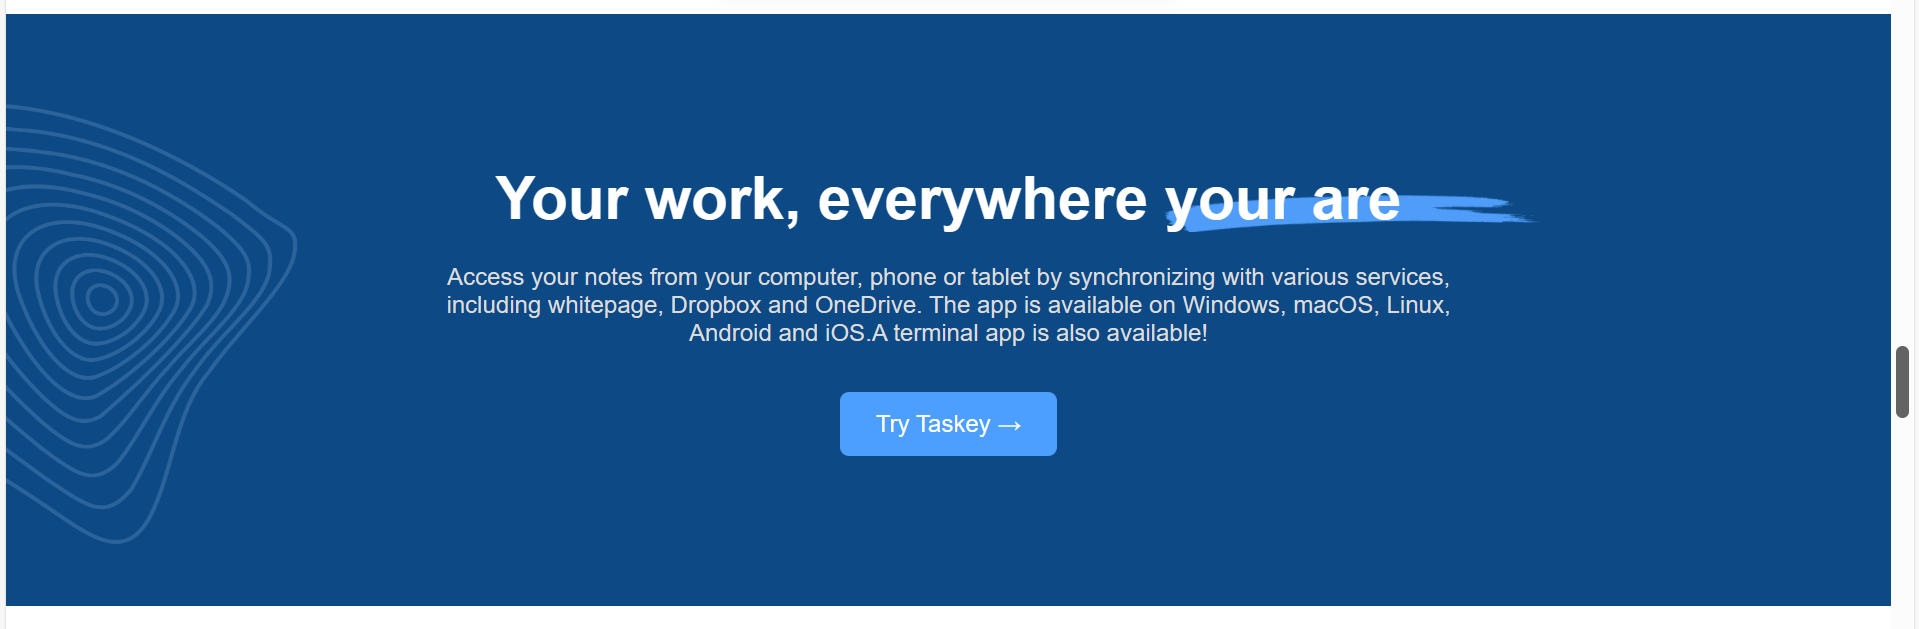 Your work, everywhere your are
Access your notes from your computer, phone or tablet by synchronizing with various services,
including whitepage, Dropbox and OneDrive. The app is available on Windows, macOS, Linux,
Android and iOS.A terminal app is also available!
Try Taskey →